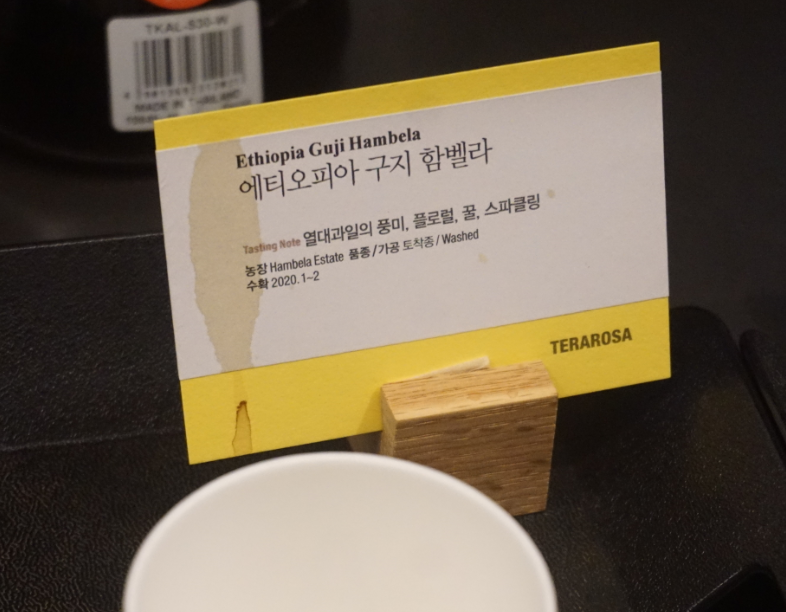 TKAL-930-W
MADE IN THAILAND
Ethiopia Guji Hambela
에티오피아 구지 함벨라
Tasting Note 열대과일의 풍미, 플로럴, 꿀, 스파클링
농장 Hambela Estate 품종/가공 토착종/Washed
수확 2020.1~2
TERAROSA